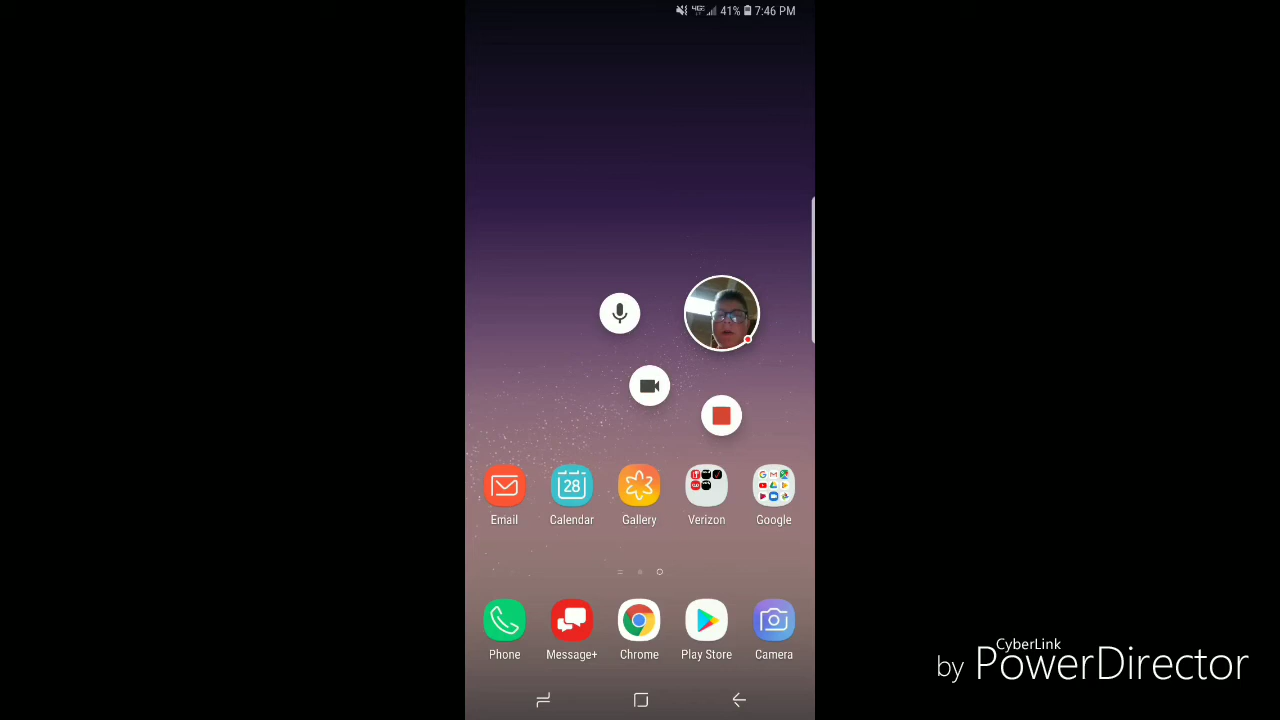 41% 7:46 PM
28
Email Calendar Gallery Verizon Google
Phone Message+ Chrome Play Store Camera
CyberLink
by PowerDirector